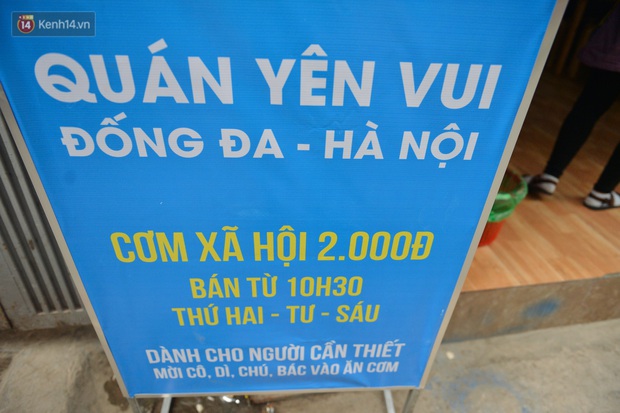 14 Kenh14.vn
QUÁN YÊN VUI
ĐỐNG ĐA - HÀ NỘI
CƠM XÃ HỘI 2.000Đ
BÁN TỪ 10H30
THỨ HAI - TƯ - SÁU
DÀNH CHO NGƯỜI CẦN THIẾT
MỜI CÔ, DÌ, CHÚ, BÁC VÀO ĂN CƠM